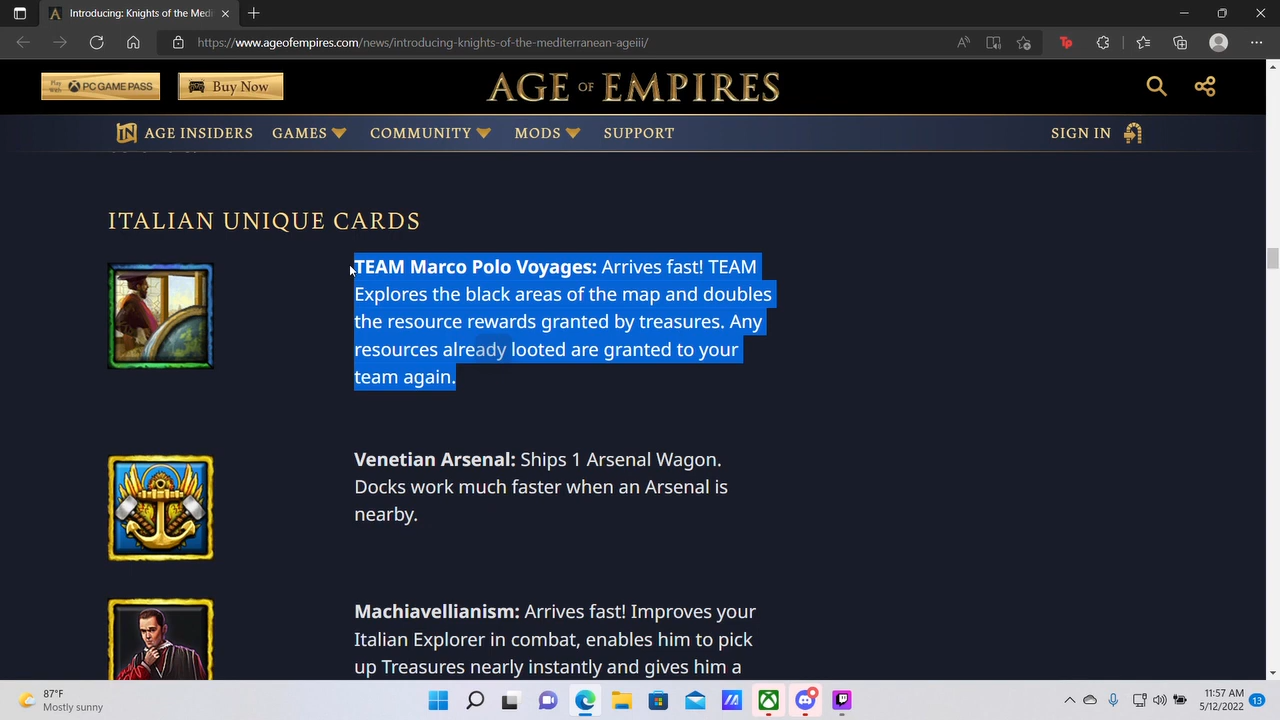 Introducing: Knights of the Med
https://www.ageofempires.com/news/introducing-knights-of-the-mediterranean-ageiii/
Play With PC GAME PASS
Buy Now
AGE OF EMPIRES
IN AGE INSIDERS GAMES COMMUNITY MODS SUPPORT
SIGN IN
ITALIAN UNIQUE CARDS
TEAM Marco Polo Voyages: Arrives fast! TEAM
Explores the black areas of the map and doubles
the resource rewards granted by treasures. Any
resources already looted are granted to your
team again.
Venetian Arsenal: Ships 1 Arsenal Wagon.
Docks work much faster when an Arsenal is
nearby.
Machiavellianism: Arrives fast! Improves your
Italian Explorer in combat, enables him to pick
up Treasures nearly instantly and gives him a
87°F
Mostly sunny
11:57 AM
5/12/2022
13